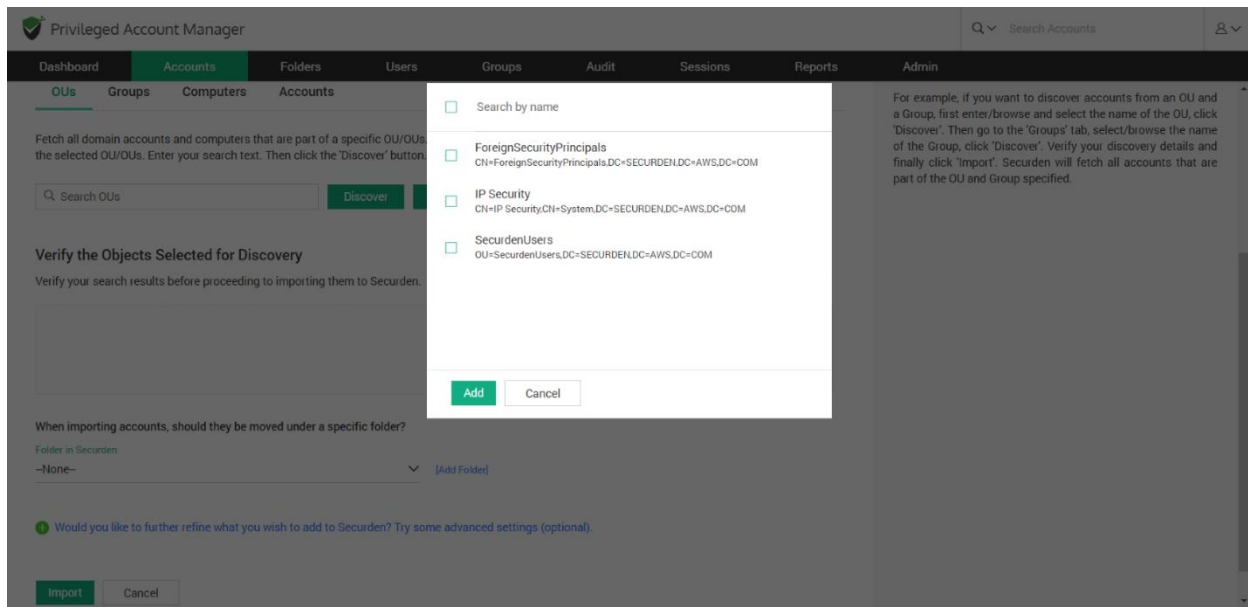 Privileged Account Manager
Search Accounts
Dashboard Accounts Folders Users Groups Audit Sessions Reports Admin
OUs Groups Computers Accounts
Fetch all domain accounts and computers that are part of a specific OU/OUs.
the selected OU/OUs. Enter your search text. Then click the 'Discover' button.
Search OUs
Discover
Verify the Objects Selected for Discovery
Verify your search results before proceeding to importing them to Securden.
When importing accounts, should they be moved under a specific folder?
Folder in Securden
--None--
[Add Folder]
Would you like to further refine what you wish to add to Securden? Try some advanced settings (optional).
Import Cancel
Search by name
ForeignSecurityPrincipals
CN=ForeignSecurityPrincipals,DC=SECURDEN,DC=AWS,DC=COM
IP Security
CN=IP Security,CN=System,DC=SECURDEN,DC=AWS,DC=COM
SecurdenUsers
OU=SecurdenUsers,DC=SECURDEN,DC=AWS,DC=COM
Add Cancel
For example, if you want to discover accounts from an OU and
a Group, first enter/browse and select the name of the OU, click
'Discover'. Then go to the 'Groups' tab, select/browse the name
of the Group, click 'Discover'. Verify your discovery details and
finally click 'Import'. Securden will fetch all accounts that are
part of the OU and Group specified.